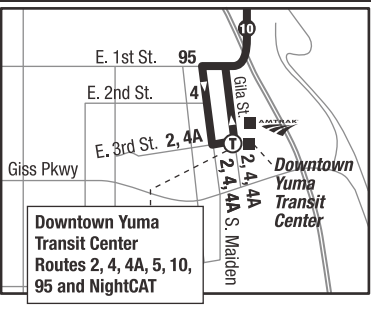 10
E. 1st St. 95
E. 2nd St. 4
Gila St.
AMTRAK
E. 3rd St. 2, 4A
T
Giss Pkwy
2, 4, 4A
2, 4, 4A
S. Maiden
Downtown
Yuma
Transit
Center
Downtown Yuma
Transit Center
Routes 2, 4, 4A, 5, 10,
95 and NightCAT